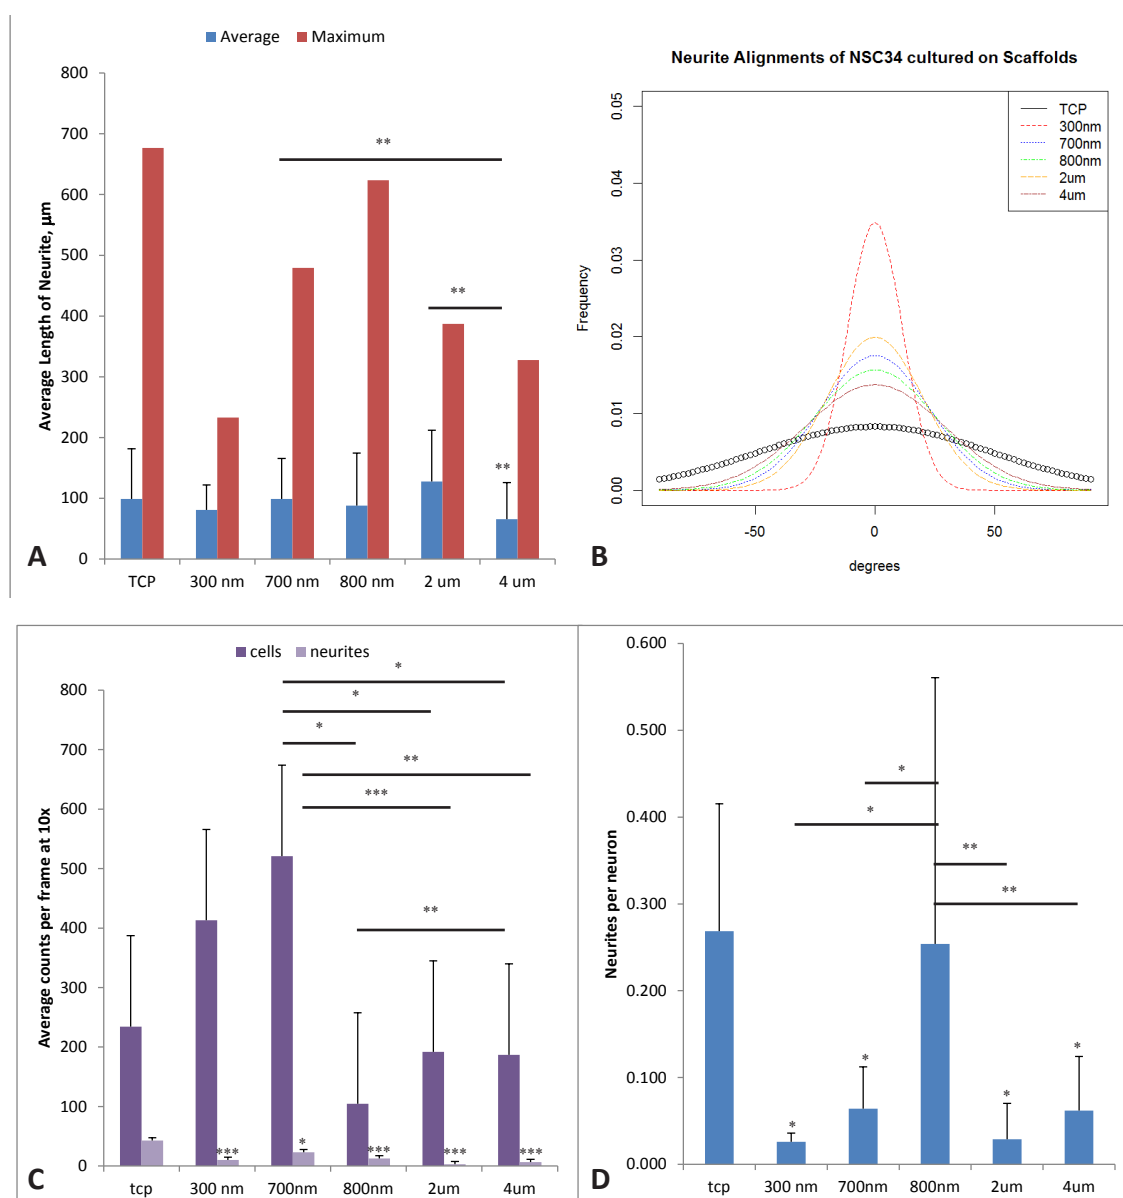 Average Maximum
800
700
600
500
400
300
200
100
0
Average Length of Neurite, µm
**
**
**
TCP 300 nm 700 nm 800 nm 2 um 4 um
A
Neurite Alignments of NSC34 cultured on Scaffolds
TCP
300nm
700nm
800nm
2um
4um
0.05
0.04
0.03
0.02
0.01
0.00
Frequency
-50 0 50
degrees
B
cells neurites
800
700
600
500
400
300
200
100
0
Average counts per frame at 10x
*
*
*
**
***
**
*** * *** *** ***
tcp 300 nm 700nm 800nm 2um 4um
C
0.600
0.500
0.400
0.300
0.200
0.100
0.000
Neurites per neuron
*
*
**
**
* * * *
tcp 300 nm 700nm 800nm 2um 4um
D